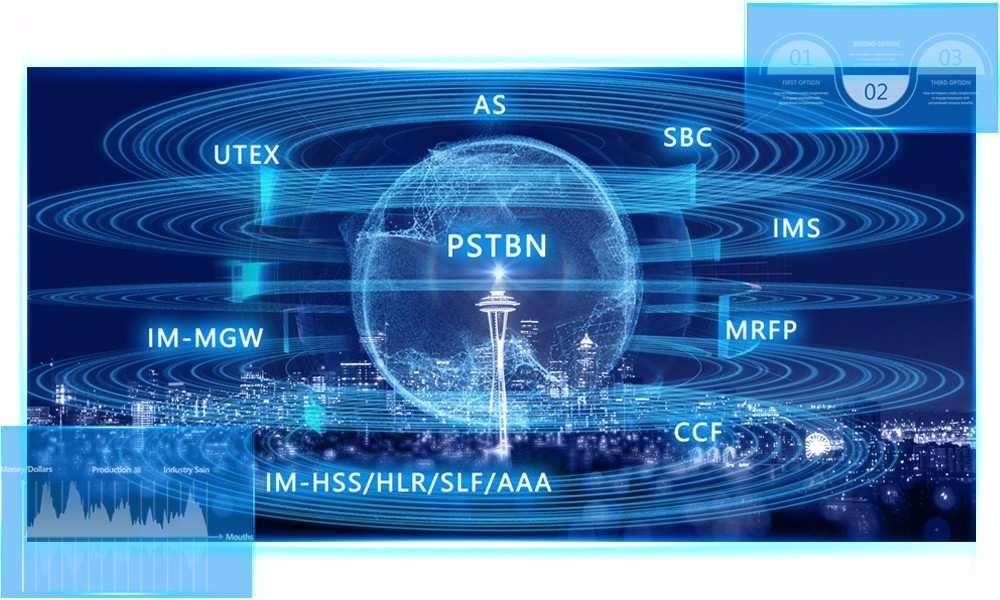 01
SECOND OPTION
03
FIRST OPTION
02
THIRD OPTION
AS
SBC
UTEX
IMS
PSTBN
IM-MGW
MRFP
CCF
IM-HSS/HLR/SLF/AAA
Money/Dollars
Production
Industry Sain
Mouths